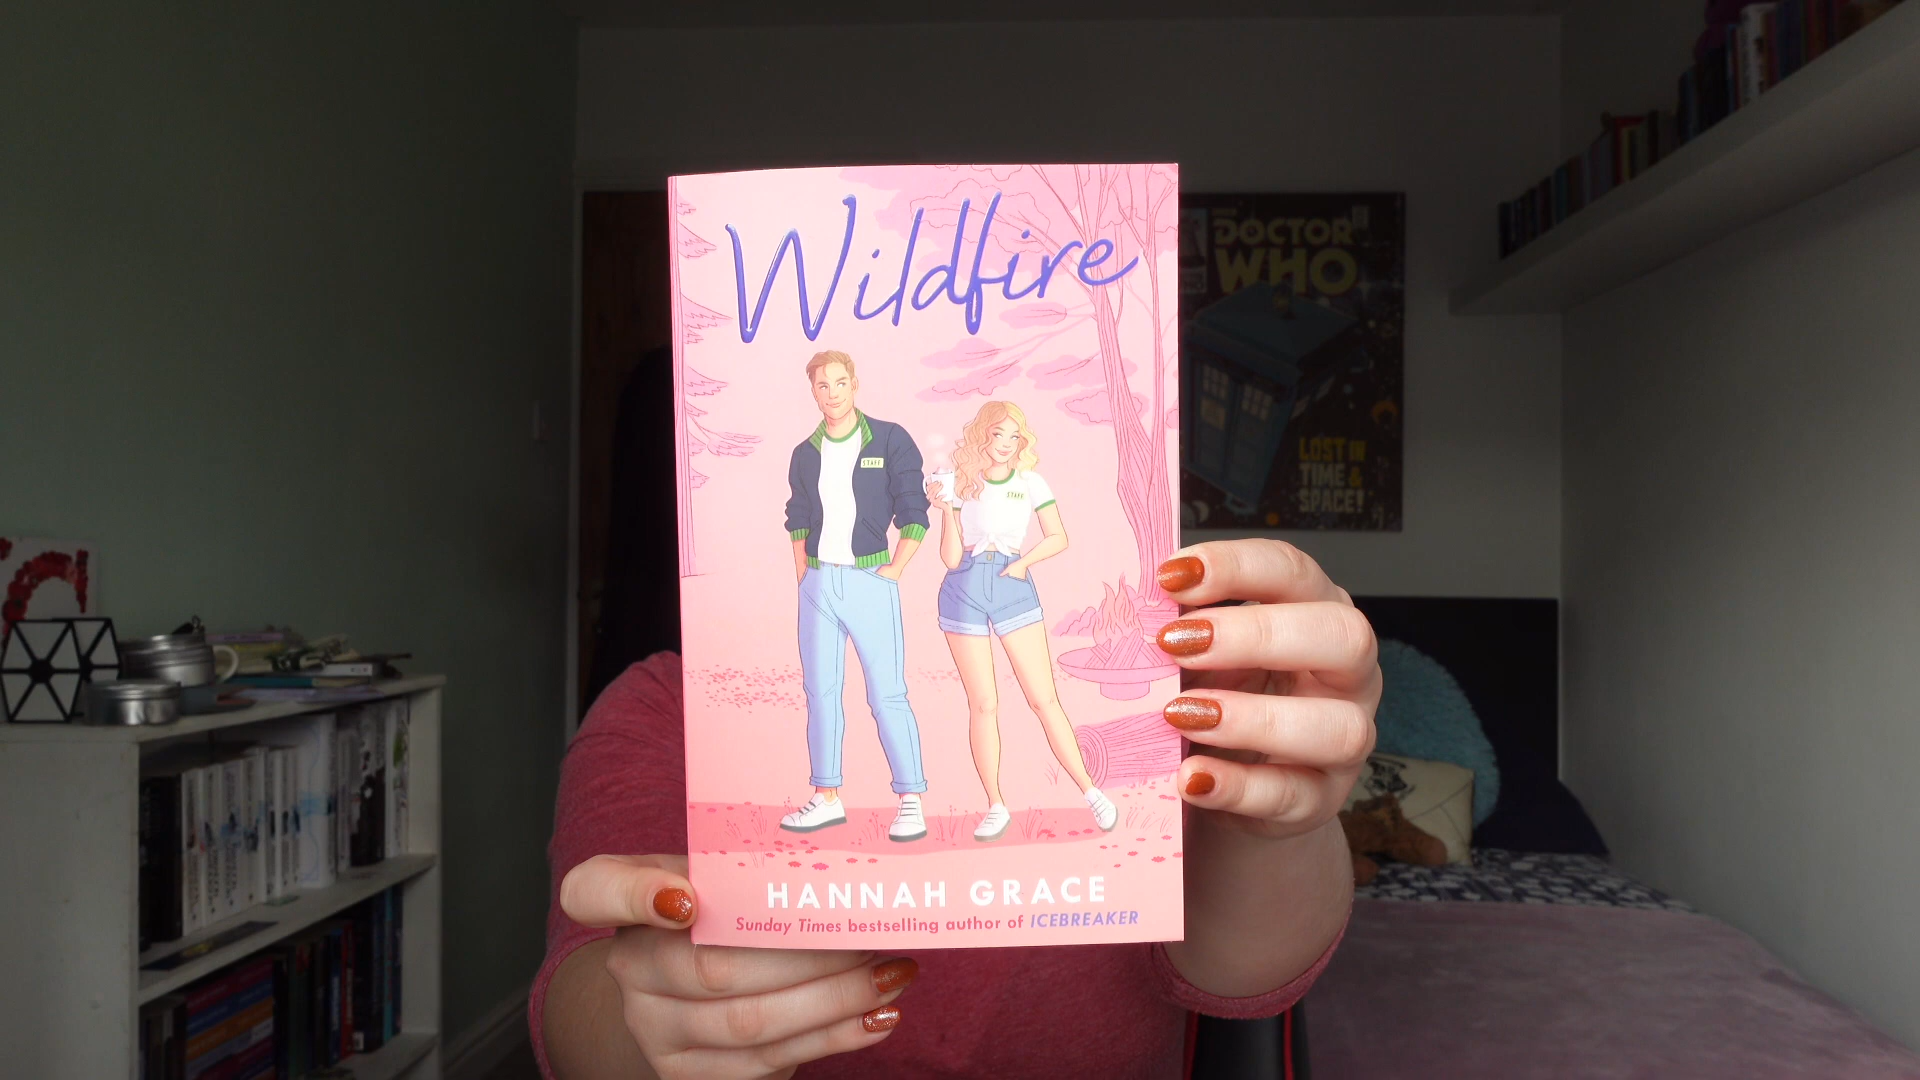 Wildfire
STAFF
STAFF
HANNAH GRACE
Sunday Times bestselling author of ICEBREAKER
DOCTOR
WHO
LOST IN
TIME &
SPACE!